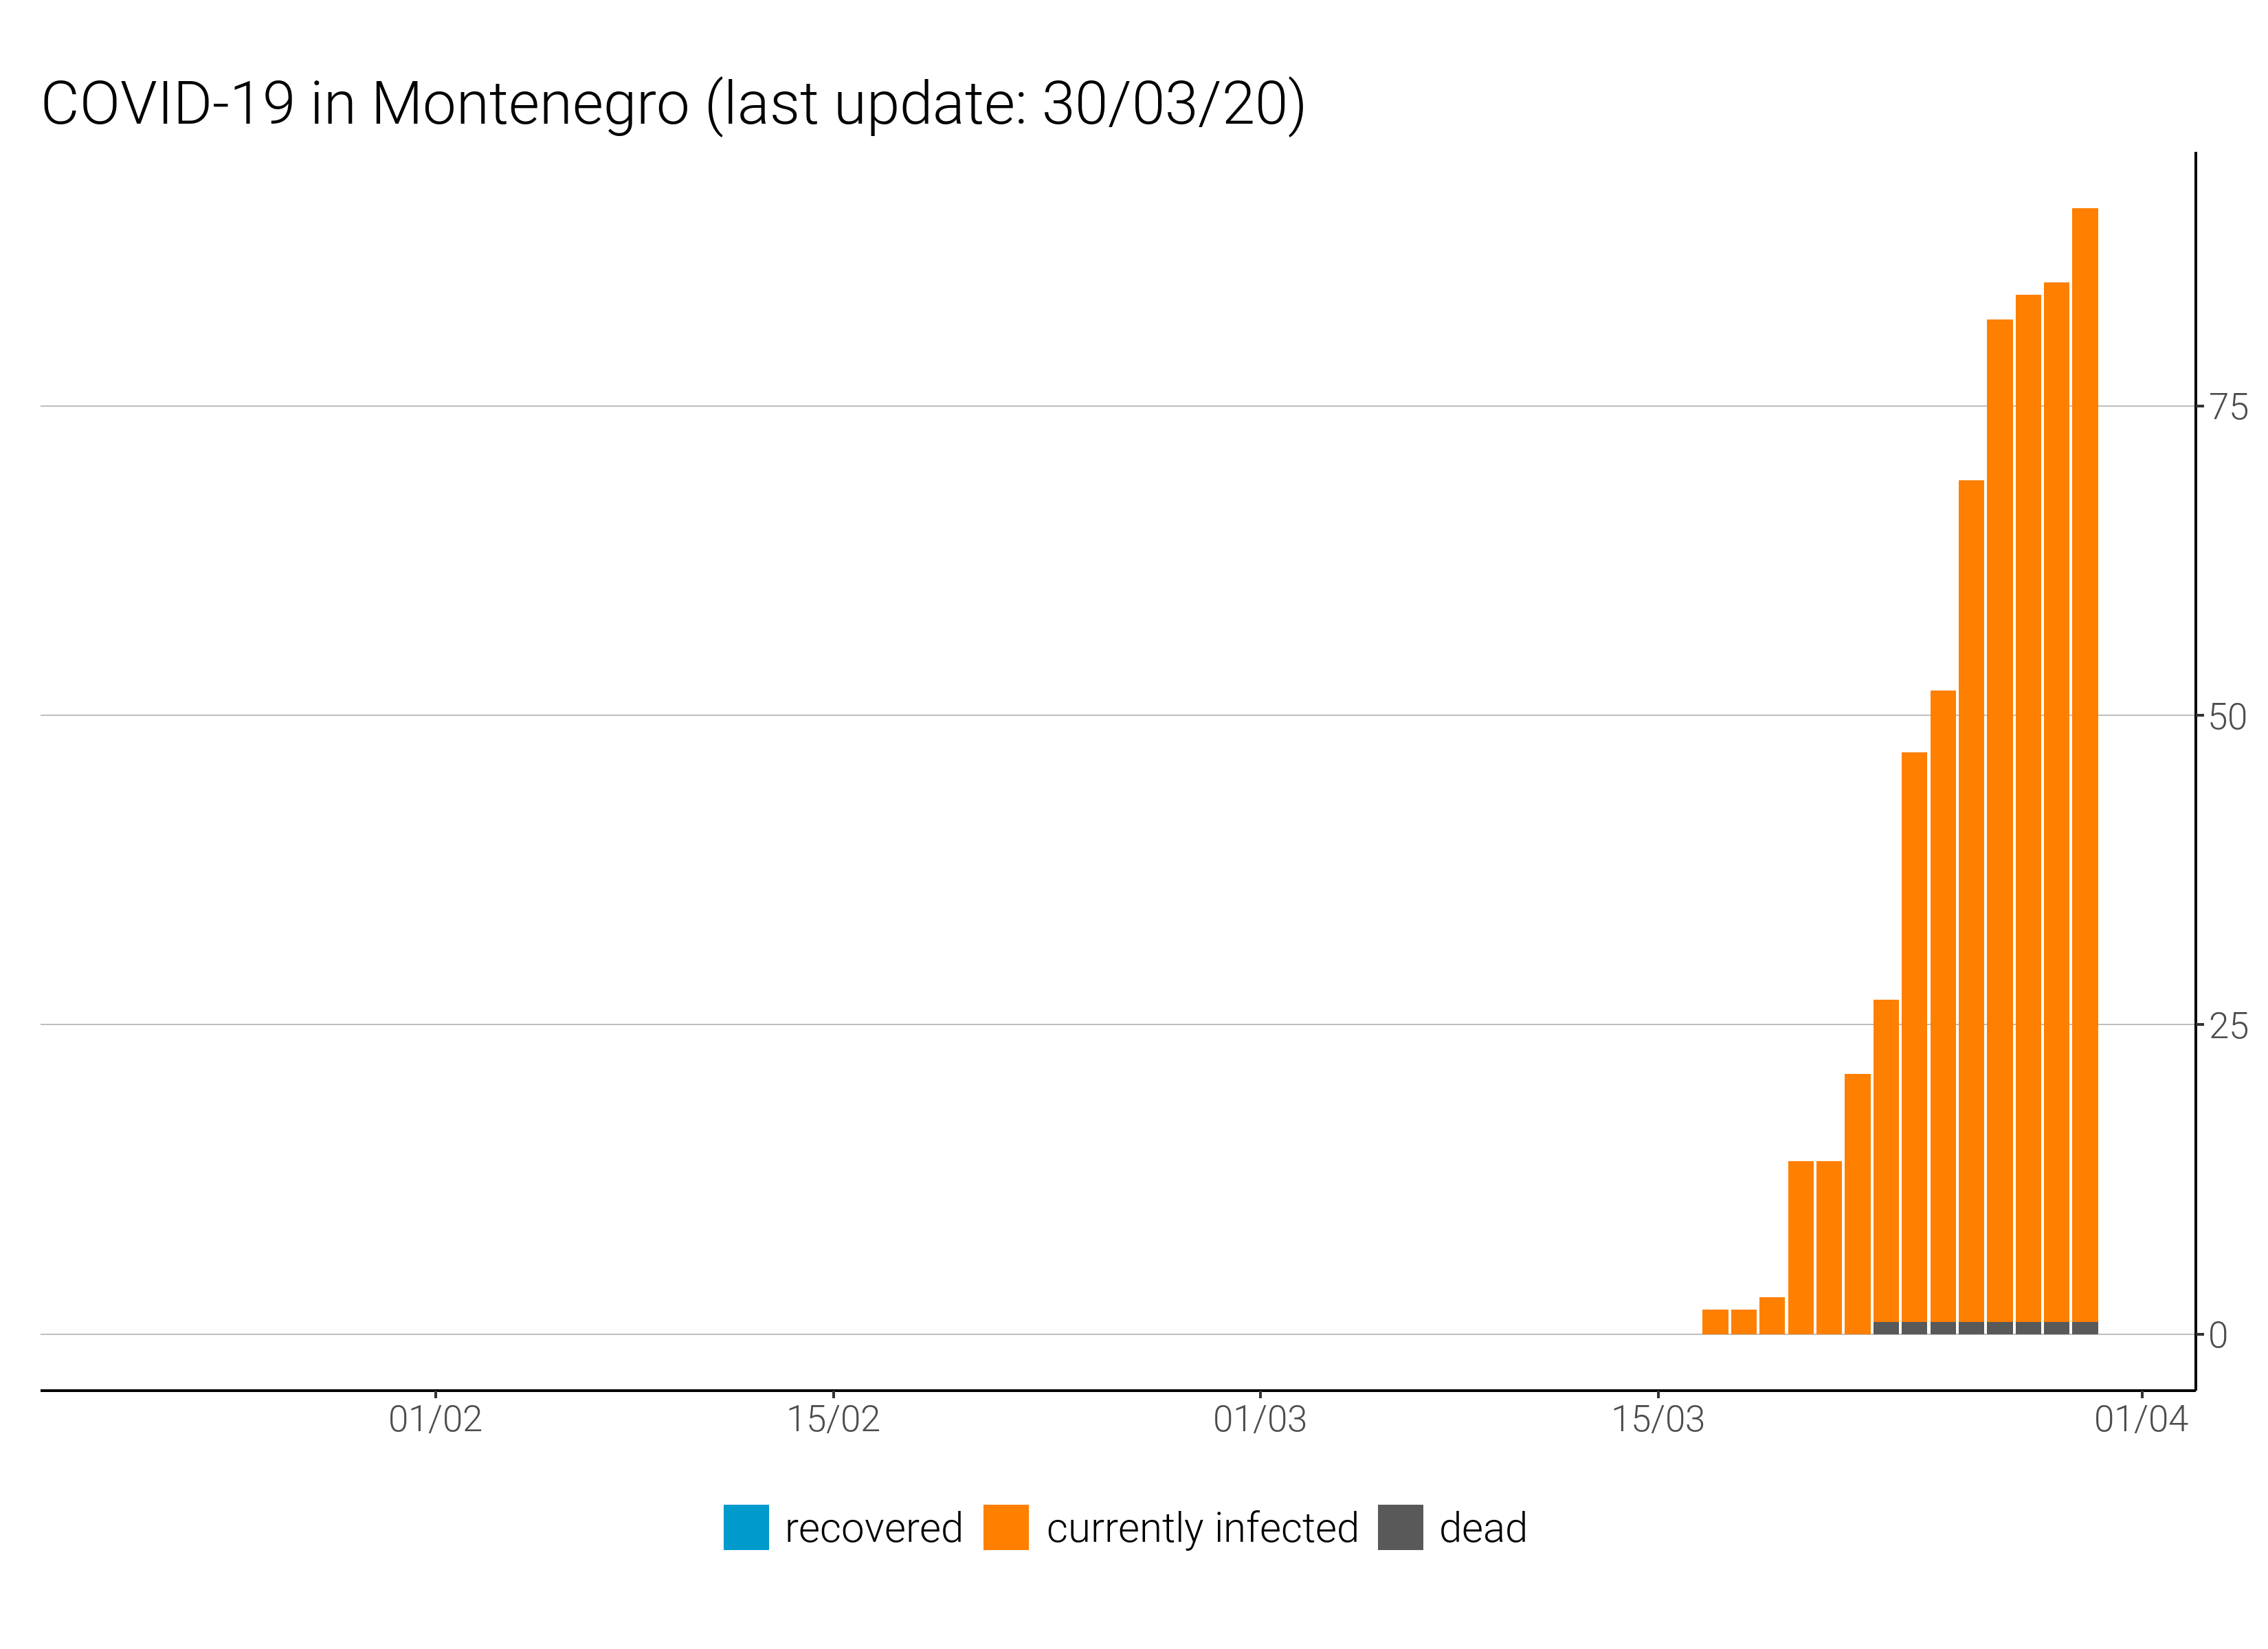 COVID-19 in Montenegro (last update: 30/03/20)
75
50
25
0
01/02 15/02 01/03 15/03 01/04
recovered currently infected dead